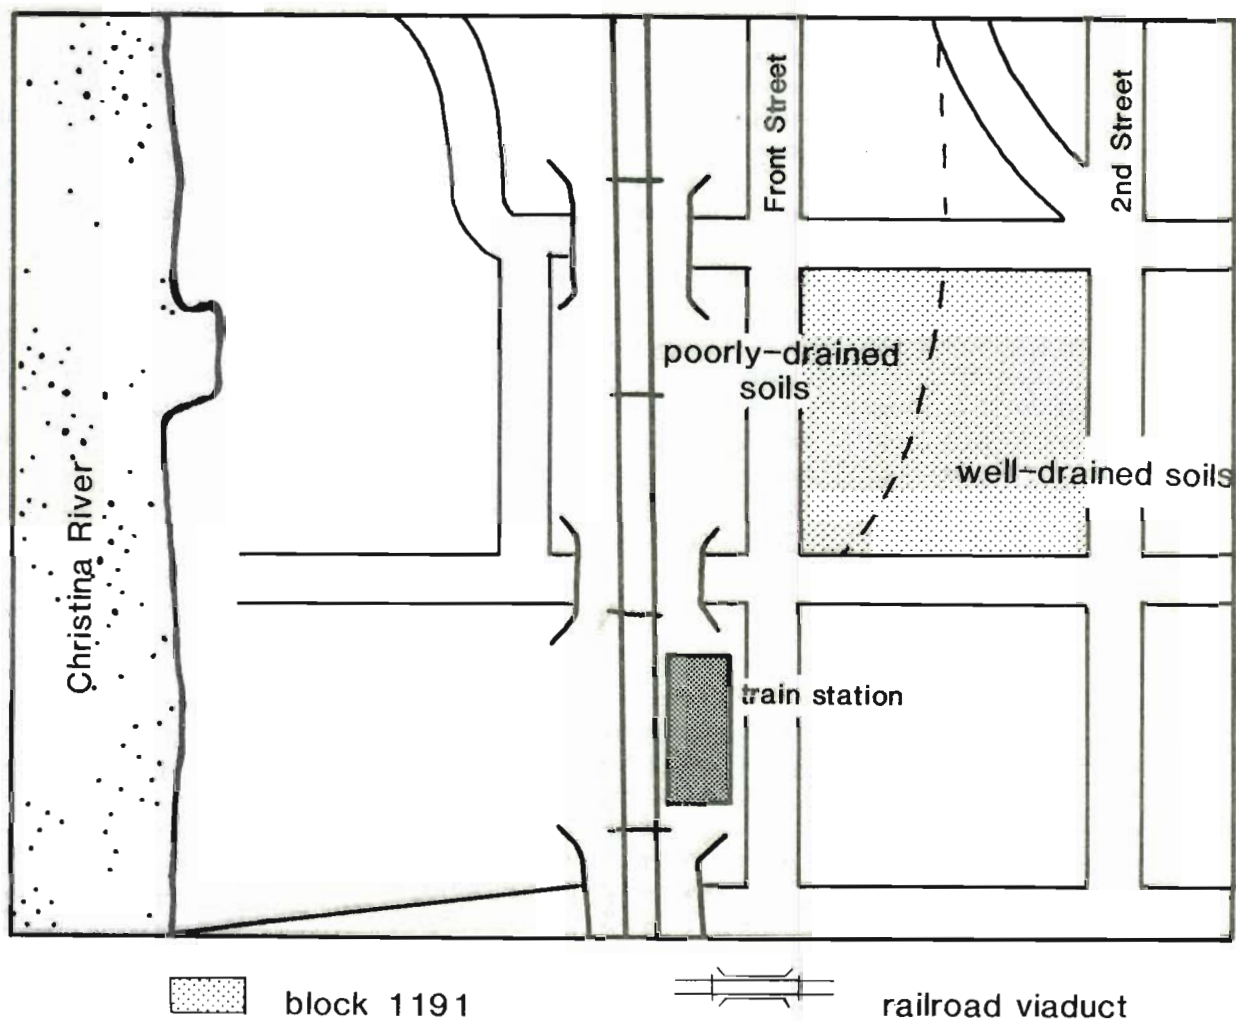 Front Street
2nd Street
poorly-drained
soils
well-drained soils
Christina River
train station
block 1191
railroad viaduct